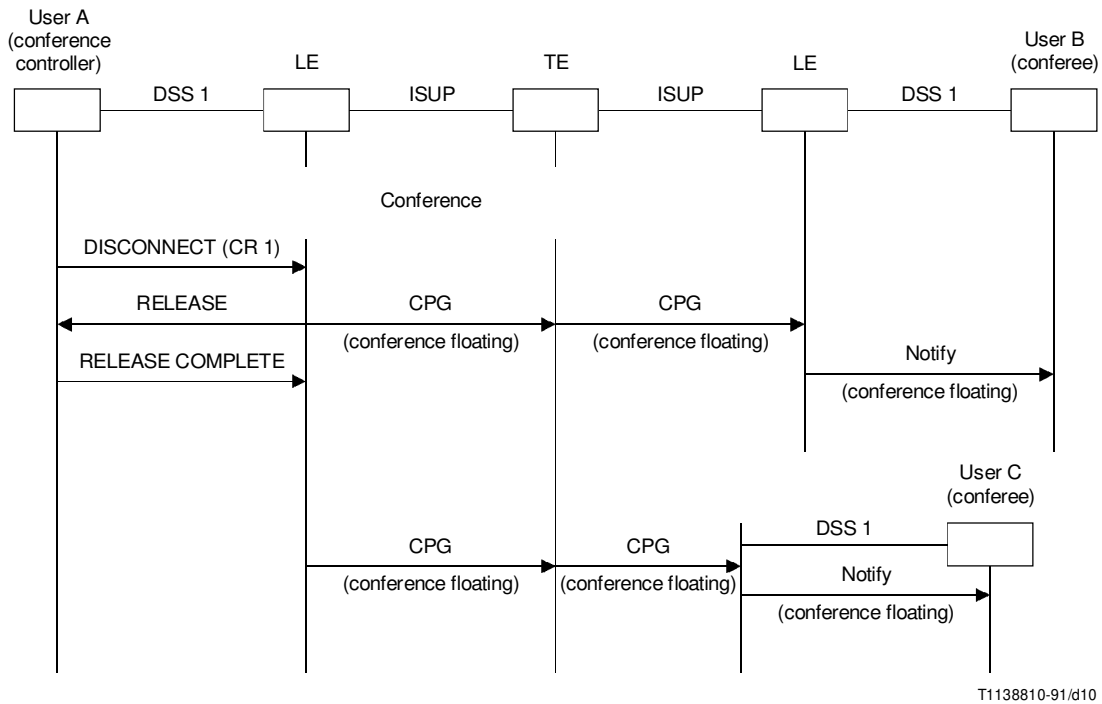 User A
(conference
controller)
LE
TE
LE
User B
(conferee)
DSS 1
ISUP
ISUP
DSS 1
Conference
DISCONNECT (CR 1)
RELEASE
CPG
CPG
(conference floating)
(conference floating)
RELEASE COMPLETE
Notify
(conference floating)
User C
(conferee)
DSS 1
CPG
CPG
(conference floating)
(conference floating)
Notify
(conference floating)
T1138810-91/d10